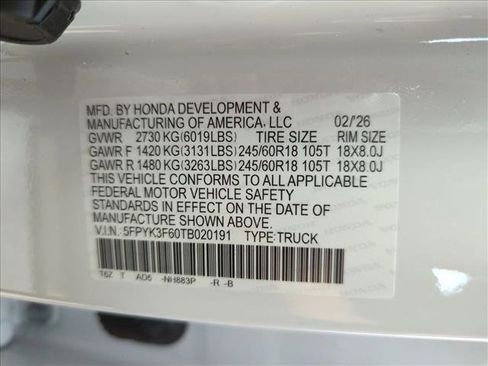 MFD. BY HONDA DEVELOPMENT &
MANUFACTURING OF AMERICA, LLC 02/'26
GVWR 2730 KG(6019LBS) TIRE SIZE RIM SIZE
GAWR F 1420 KG(3131LBS) 245/60R18 105T 18X8.0J
GAWR R 1480 KG(3263LBS) 245/60R18 105T 18X8.0J
THIS VEHICLE CONFORMS TO ALL APPLICABLE
FEDERAL MOTOR VEHICLE SAFETY
STANDARDS IN EFFECT ON THE DATE OF
MANUFACTURE SHOWN ABOVE.
V.I.N: 5FPYK3F60TB020191 TYPE:TRUCK
T6Z T AD5 -NH883P -R -B